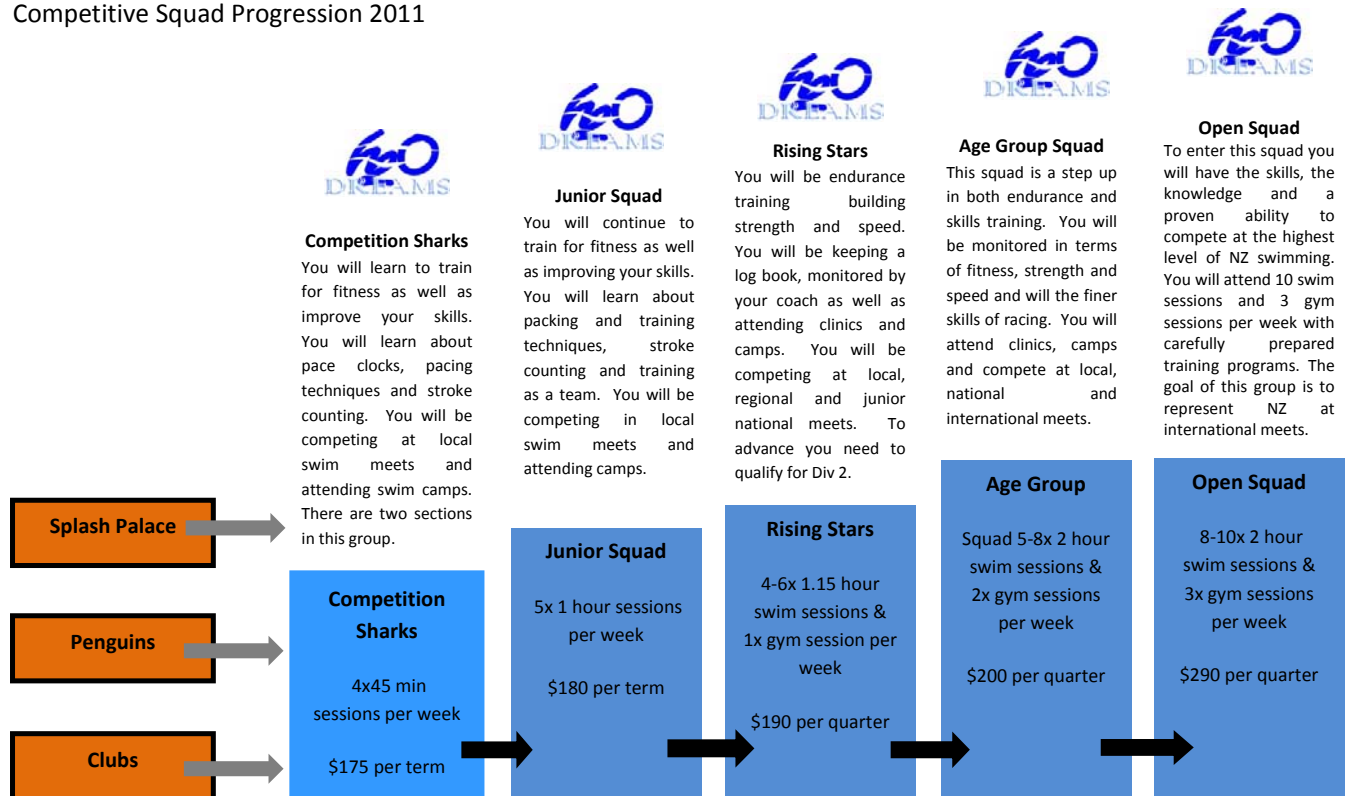 Competitive Squad Progression 2011
H2O
DREAMS
Competition Sharks
You will learn to train
for fitness as well as
improve your skills.
You will learn about
pace clocks, pacing
techniques and stroke
counting. You will be
competing at local
swim meets and
attending swim camps.
There are two sections
in this group.
H2O
DREAMS
Junior Squad
You will continue to
train for fitness as well
as improving your skills.
You will learn about
packing and training
techniques, stroke
counting and training
as a team. You will be
competing in local
swim meets and
attending camps.
H2O
DREAMS
Rising Stars
You will be endurance
training building
strength and speed.
You will be keeping a
log book, monitored by
your coach as well as
attending clinics and
camps. You will be
competing at local,
regional and junior
national meets. To
advance you need to
qualify for Div 2.
H2O
DREAMS
Age Group Squad
This squad is a step up
in both endurance and
skills training. You will
be monitored in terms
of fitness, strength and
speed and will the finer
skills of racing. You will
attend clinics, camps
and compete at local,
national and
international meets.
H2O
DREAMS
Open Squad
To enter this squad you
will have the skills, the
knowledge and a
proven ability to
compete at the highest
level of NZ swimming.
You will attend 10 swim
sessions and 3 gym
sessions per week with
carefully prepared
training programs. The
goal of this group is to
represent NZ at
international meets.
Splash Palace
Penguins
Clubs
Competition
Sharks
4x45 min
sessions per week
$175 per term
Junior Squad
5x 1 hour sessions
per week
$180 per term
Rising Stars
4-6x 1.15 hour
swim sessions &
1x gym session per
week
$190 per quarter
Age Group
Squad 5-8x 2 hour
swim sessions &
2x gym sessions
per week
$200 per quarter
Open Squad
8-10x 2 hour
swim sessions &
3x gym sessions
per week
$290 per quarter